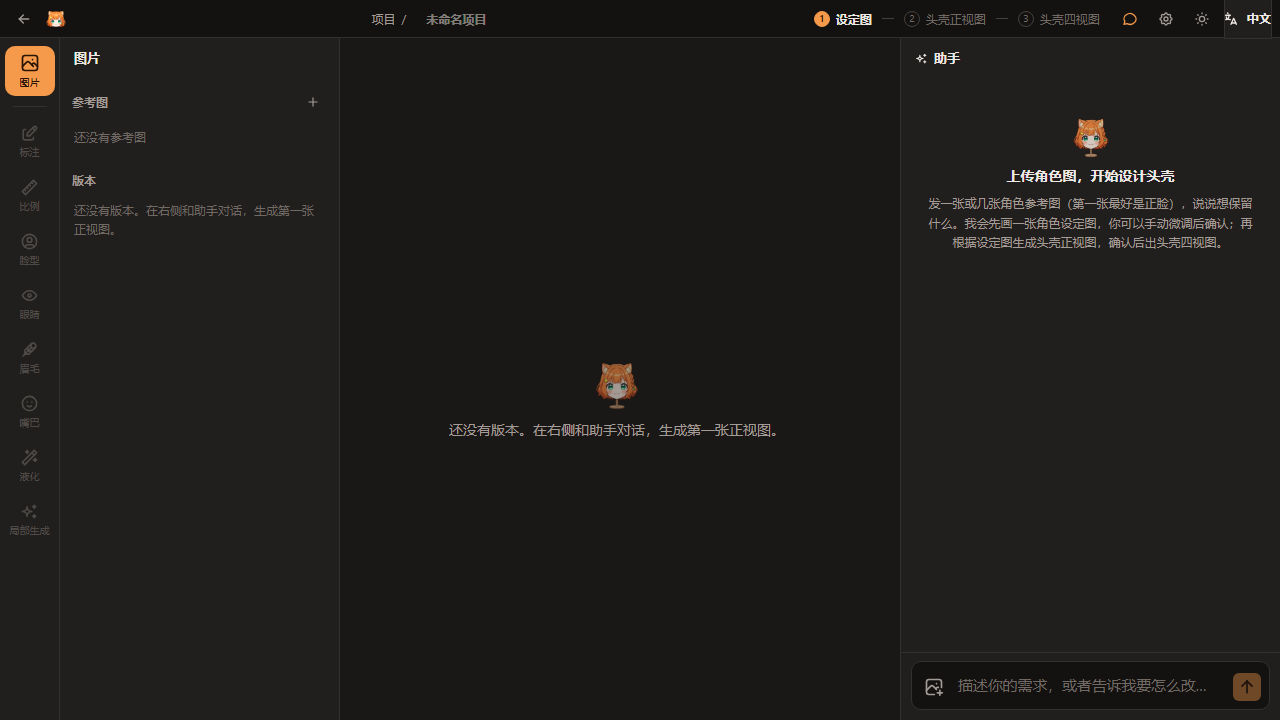 项目 / 未命名项目
1 设定图 — 2 头壳正视图 — 3 头壳四视图
中文
图片
标注
比例
脸型
眼睛
眉毛
嘴巴
液化
局部生成
图片
参考图
还没有参考图
版本
还没有版本。在右侧和助手对话，生成第一张
正视图。
还没有版本。在右侧和助手对话，生成第一张正视图。
助手
上传角色图，开始设计头壳
发一张或几张角色参考图（第一张最好是正脸），说说想保留
什么。我会先画一张角色设定图，你可以手动微调后确认；再
根据设定图生成头壳正视图，确认后出头壳四视图。
描述你的需求，或者告诉我要怎么改...